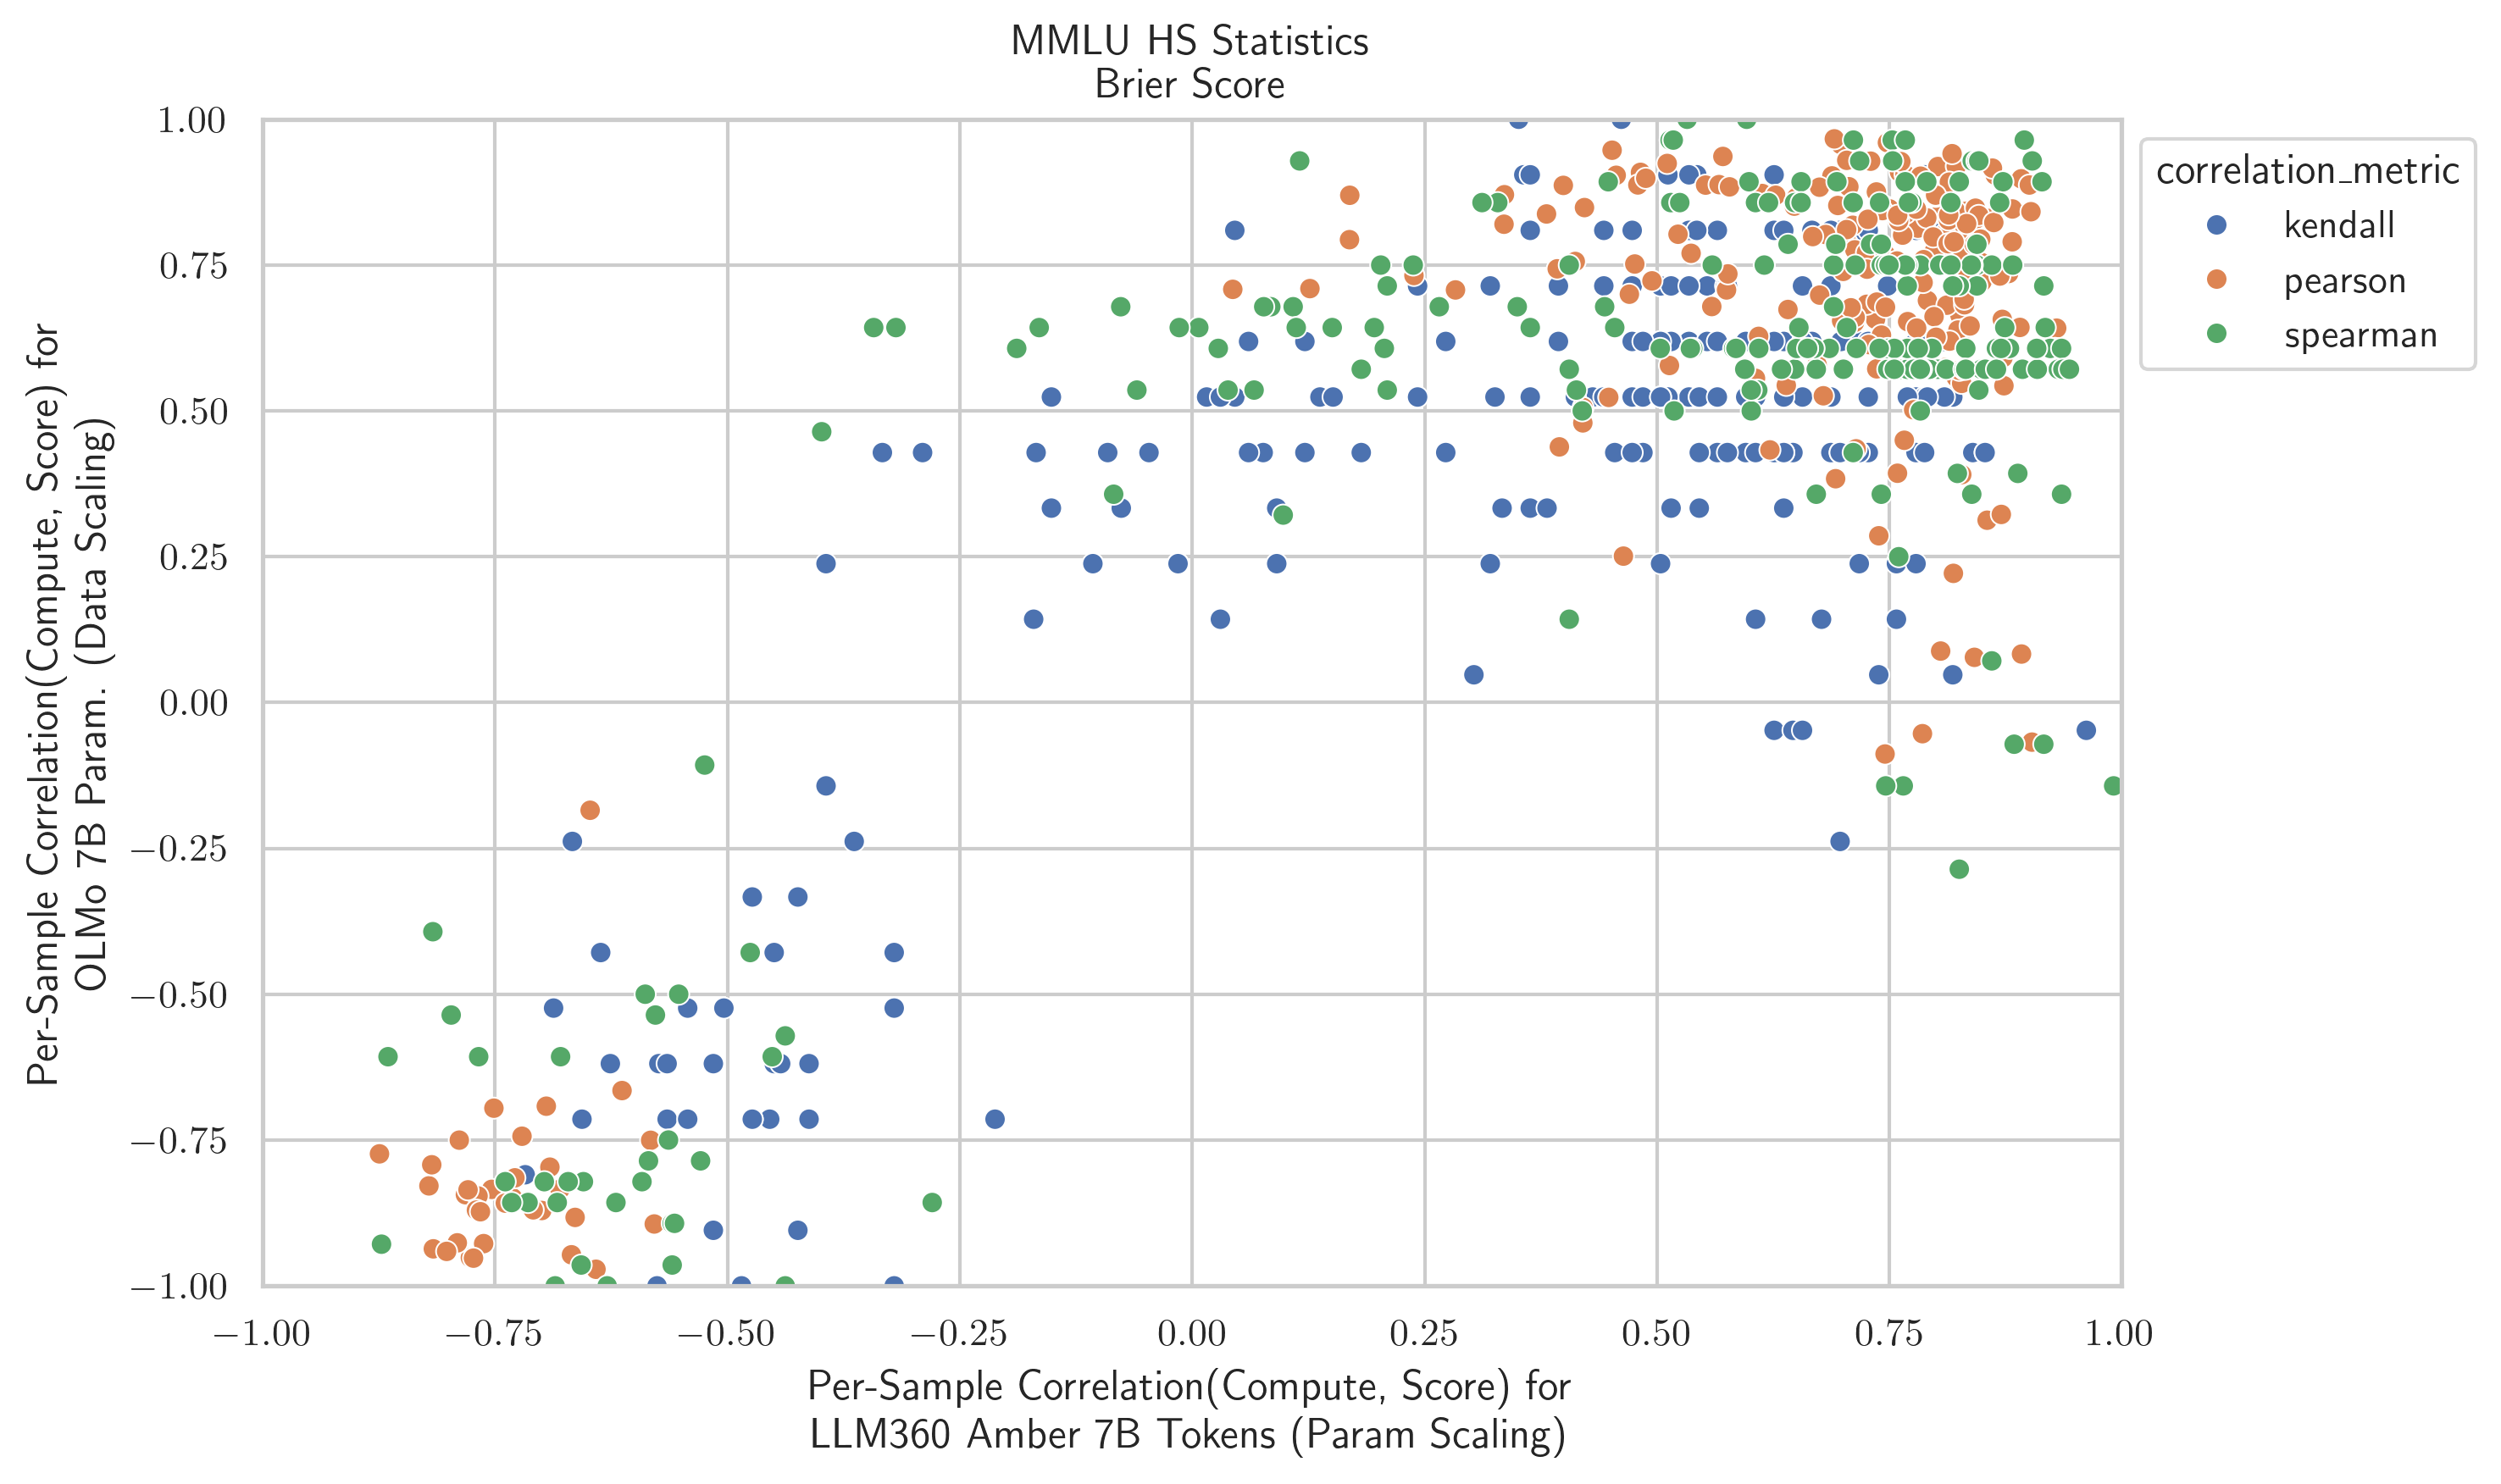 MMLU HS Statistics
Brier Score
Per-Sample Correlation(Compute, Score) for
OLMo 7B Param. (Data Scaling)
1.00
0.75
0.50
0.25
0.00
−0.25
−0.50
−0.75
−1.00
−1.00 −0.75 −0.50 −0.25 0.00 0.25 0.50 0.75 1.00
Per-Sample Correlation(Compute, Score) for
LLM360 Amber 7B Tokens (Param Scaling)
correlation_metric
kendall
pearson
spearman